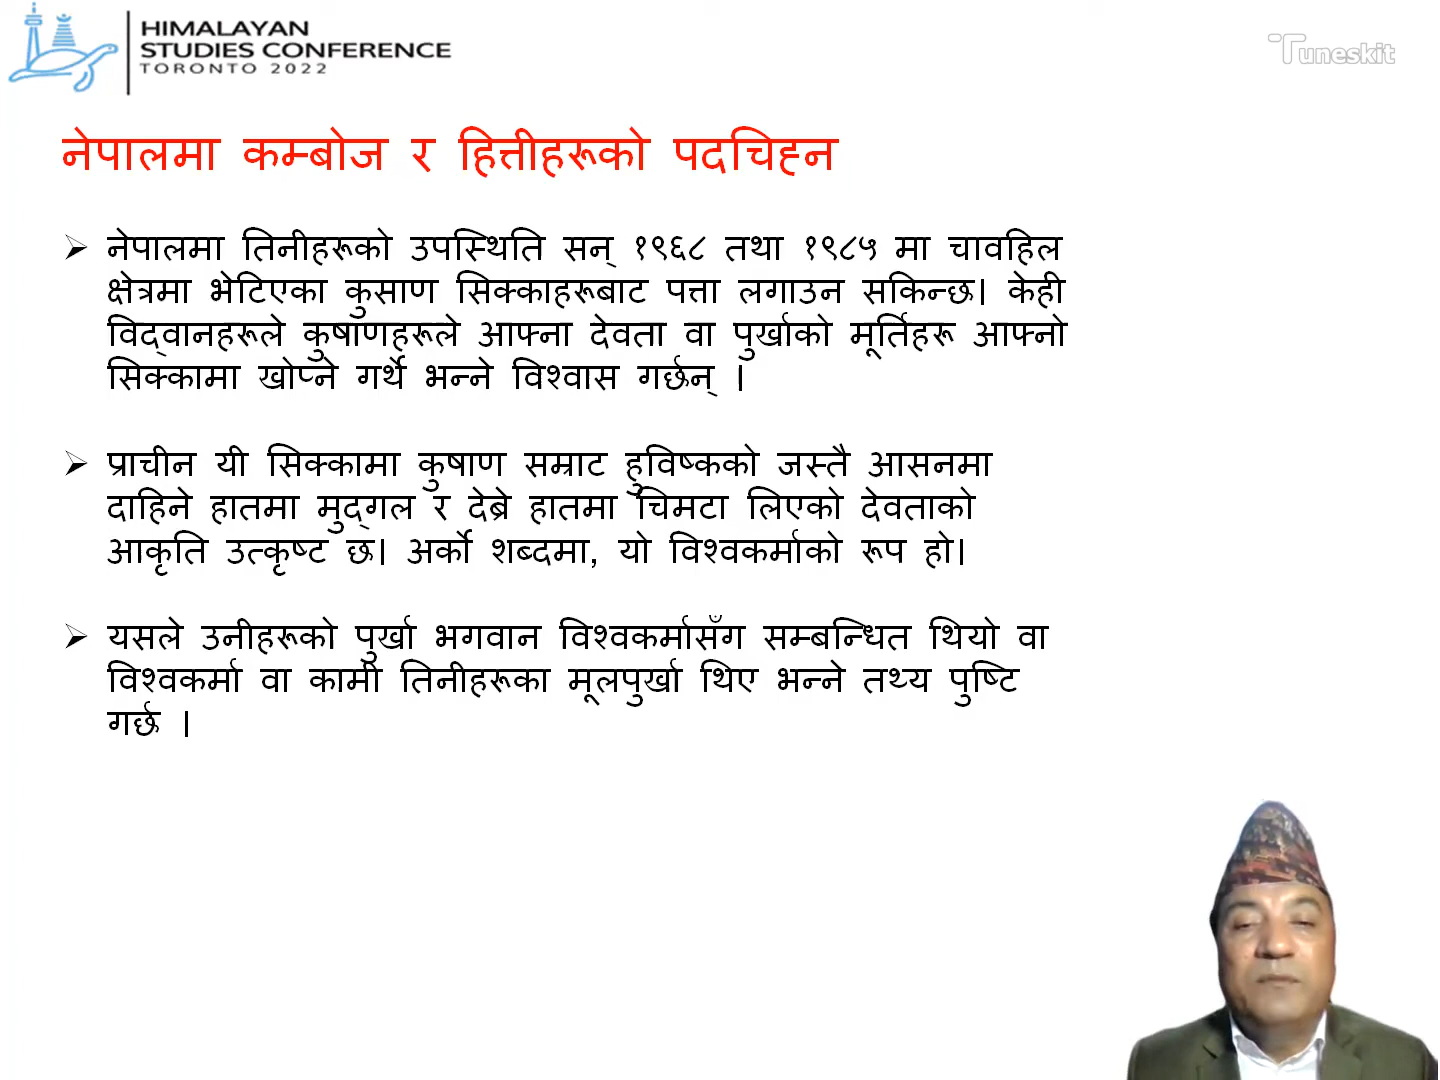 HIMALAYAN
STUDIES CONFERENCE
TORONTO 2022
Tuneskit
नेपालमा कम्बोज र हित्तीहरूको पदचिह्न
नेपालमा तिनीहरूको उपस्थिति सन् १९६८ तथा १९८५ मा चावहिल
क्षेत्रमा भेटिएका कुसाण सिक्काहरूबाट पत्ता लगाउन सकिन्छ। केही
विद्वानहरूले कुषाणहरूले आफ्ना देवता वा पुर्खाको मूर्तिहरू आफ्नो
सिक्कामा खोप्ने गर्थे भन्ने विश्वास गर्छन् ।
प्राचीन यी सिक्कामा कुषाण सम्राट हुविष्कको जस्तै आसनमा
दाहिने हातमा मुद्गल र देब्रे हातमा चिमटा लिएको देवताको
आकृति उत्कृष्ट छ। अर्को शब्दमा, यो विश्वकर्माको रूप हो।
यसले उनीहरूको पुर्खा भगवान विश्वकर्मासँग सम्बन्धित थियो वा
विश्वकर्मा वा कामी तिनीहरूका मूलपुर्खा थिए भन्ने तथ्य पुष्टि
गर्छ ।